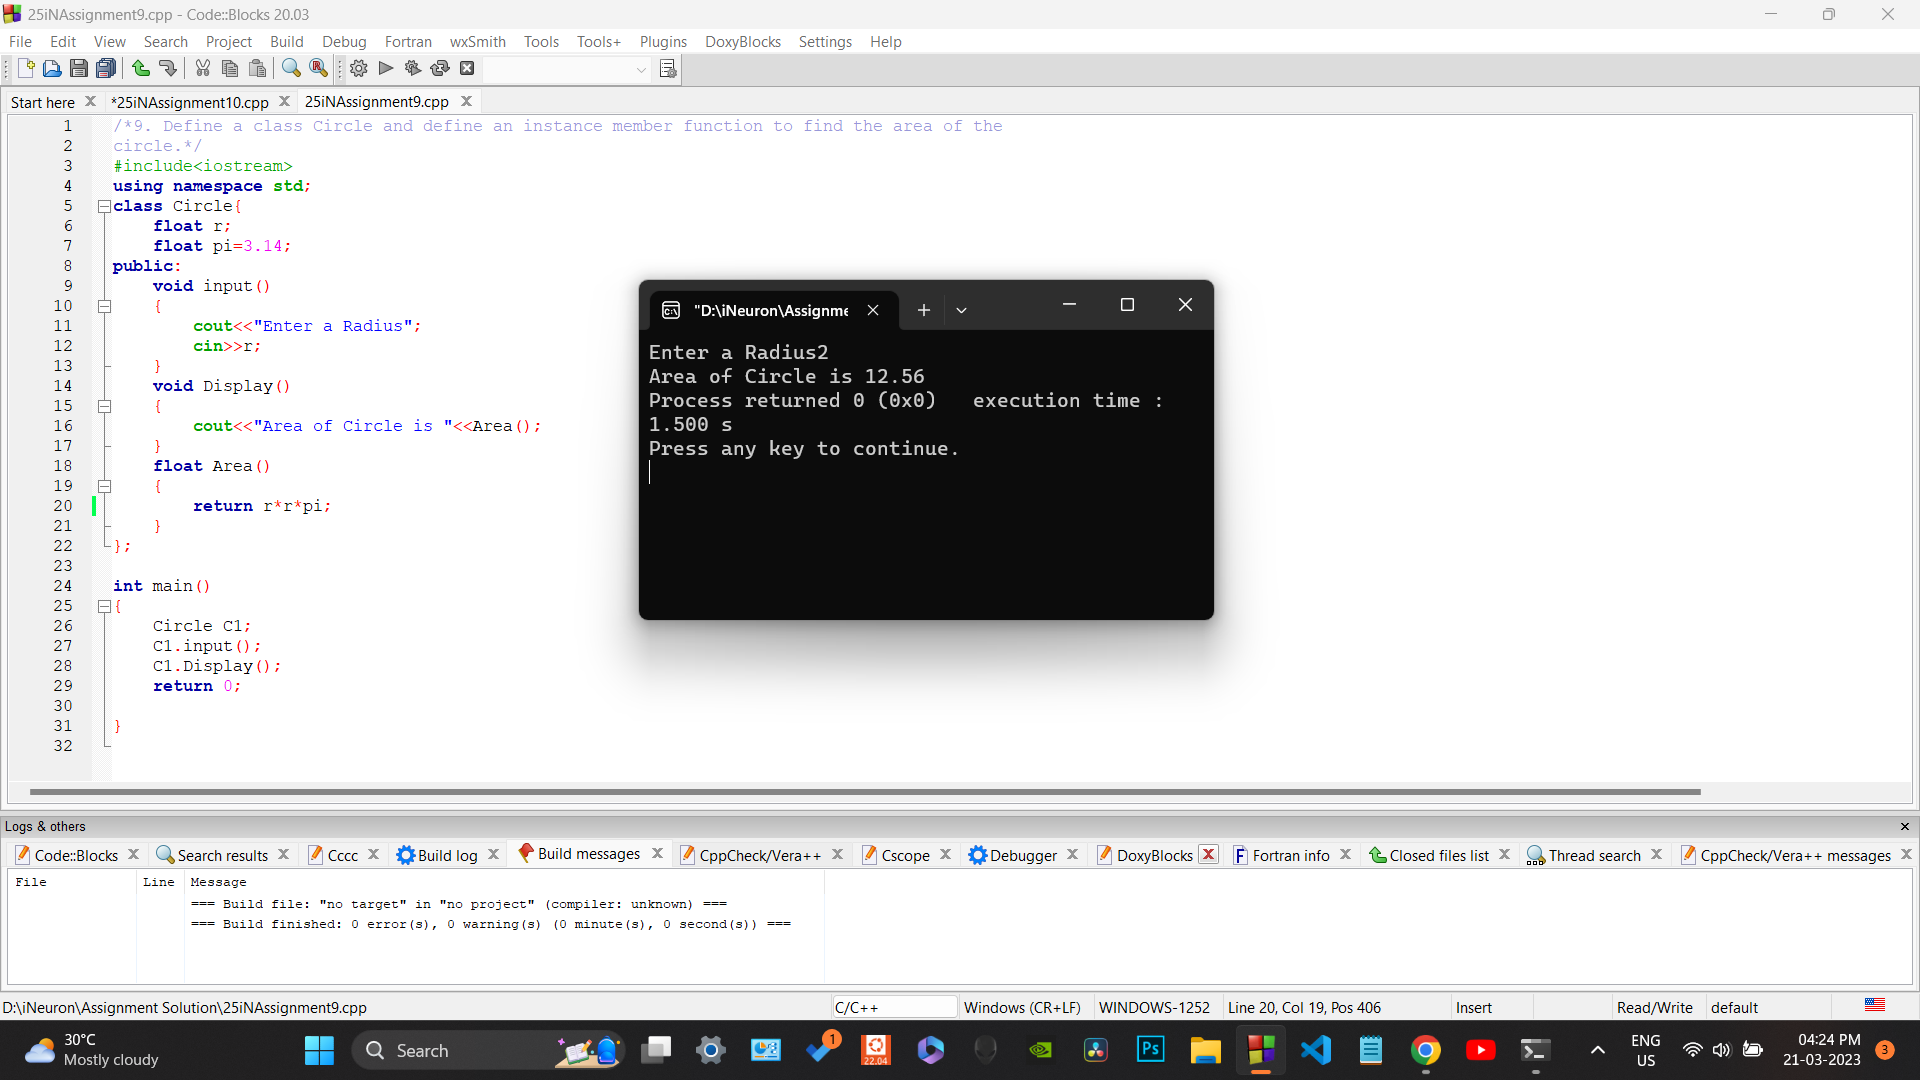 25iNAssignment9.cpp - Code::Blocks 20.03
File Edit View Search Project Build Debug Fortran wxSmith Tools Tools+ Plugins DoxyBlocks Settings Help
Start here *25iNAssignment10.cpp 25iNAssignment9.cpp
1 /*9. Define a class Circle and define an instance member function to find the area of the
2 circle.*/
3 #include<iostream>
4 using namespace std;
5 class Circle{
6 float r;
7 float pi=3.14;
8 public:
9 void input()
10 {
11 cout<<"Enter a Radius";
12 cin>>r;
13 }
14 void Display()
15 {
16 cout<<"Area of Circle is "<<Area();
17 }
18 float Area()
19 {
20 return r*r*pi;
21 }
22 };
23
24 int main()
25 {
26 Circle C1;
27 C1.input();
28 C1.Display();
29 return 0;
30
31 }
32
"D:\iNeuron\Assignme
Enter a Radius2
Area of Circle is 12.56
Process returned 0 (0x0) execution time :
1.500 s
Press any key to continue.
Logs & others
Code::Blocks Search results Cccc Build log Build messages CppCheck/Vera++ Cscope Debugger DoxyBlocks Fortran info Closed files list Thread search CppCheck/Vera++ messages
File Line Message
=== Build file: "no target" in "no project" (compiler: unknown) ===
=== Build finished: 0 error(s), 0 warning(s) (0 minute(s), 0 second(s)) ===
D:\iNeuron\Assignment Solution\25iNAssignment9.cpp C/C++ Windows (CR+LF) WINDOWS-1252 Line 20, Col 19, Pos 406 Insert Read/Write default
30°C
Mostly cloudy
Search
1
22.04
Ps
ENG
US
04:24 PM
21-03-2023
3